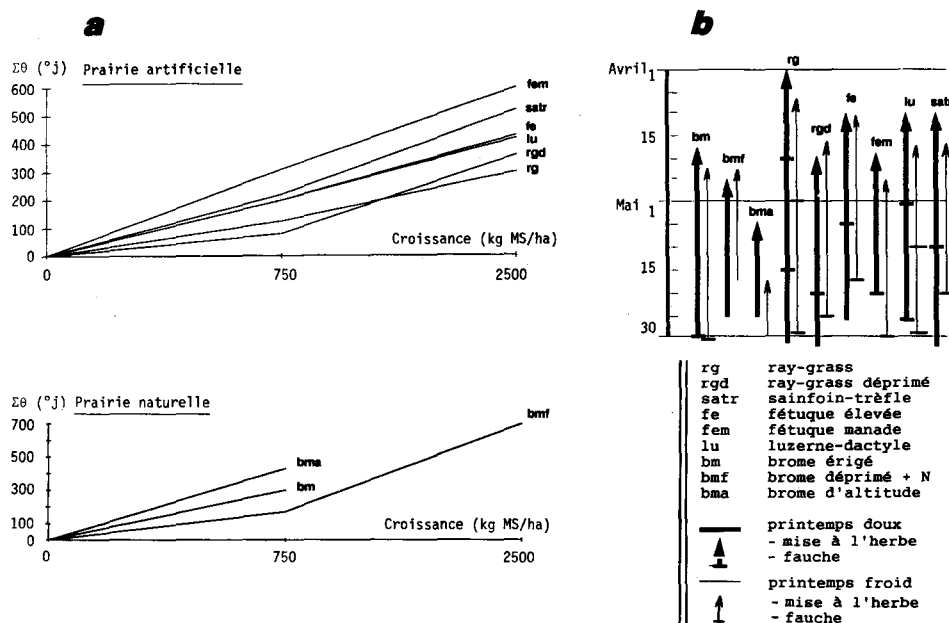 a
Σθ (°j) Prairie artificielle
600
500
400
300
200
100
0
fem
satr
fe
lu
rgd
rg
Croissance (kg MS/ha)
0 750 2500
Σθ (°j) Prairie naturelle
700
500
300
100
0
bma
bm
bmf
Croissance (kg MS/ha)
0 750 2500
b
Avril 1
15
Mai 1
15
30
bm
bmf
bma
rg
rgd
fe
fem
lu
satr
rg ray-grass
rgd ray-grass déprimé
satr sainfoin-trèfle
fe fétuque élevée
fem fétuque manade
lu luzerne-dactyle
bm brome érigé
bmf brome déprimé + N
bma brome d'altitude
printemps doux
- mise à l'herbe
- fauche
printemps froid
- mise à l'herbe
- fauche